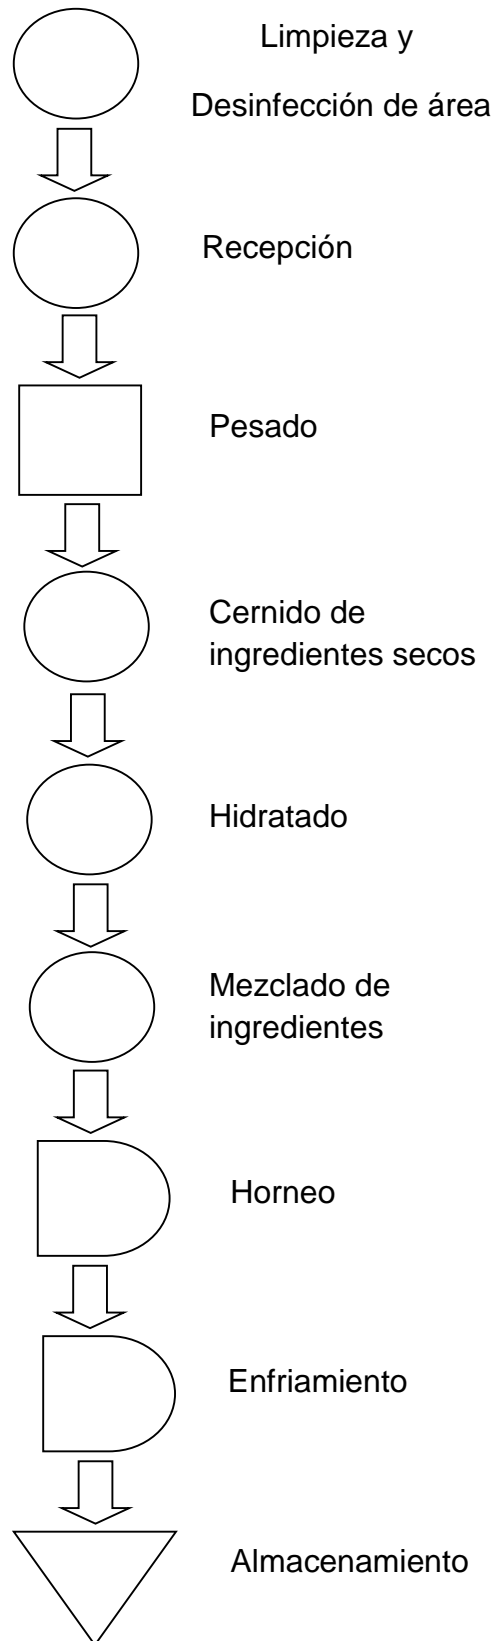 Limpieza y
Desinfección de área
Recepción
Pesado
Cernido de
ingredientes secos
Hidratado
Mezclado de
ingredientes
Horneo
Enfriamiento
Almacenamiento